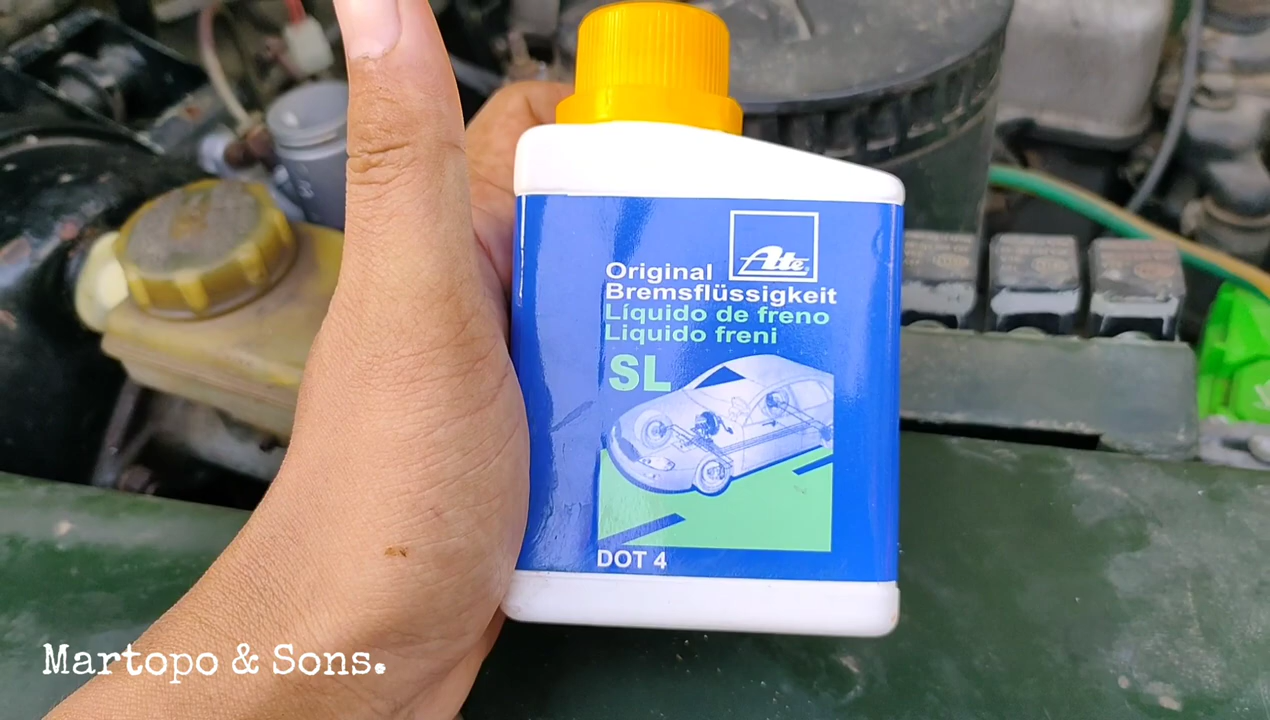 Ate
Original
Bremsflüssigkeit
Líquido de freno
Liquido freni
SL
DOT 4
Martopo & Sons.